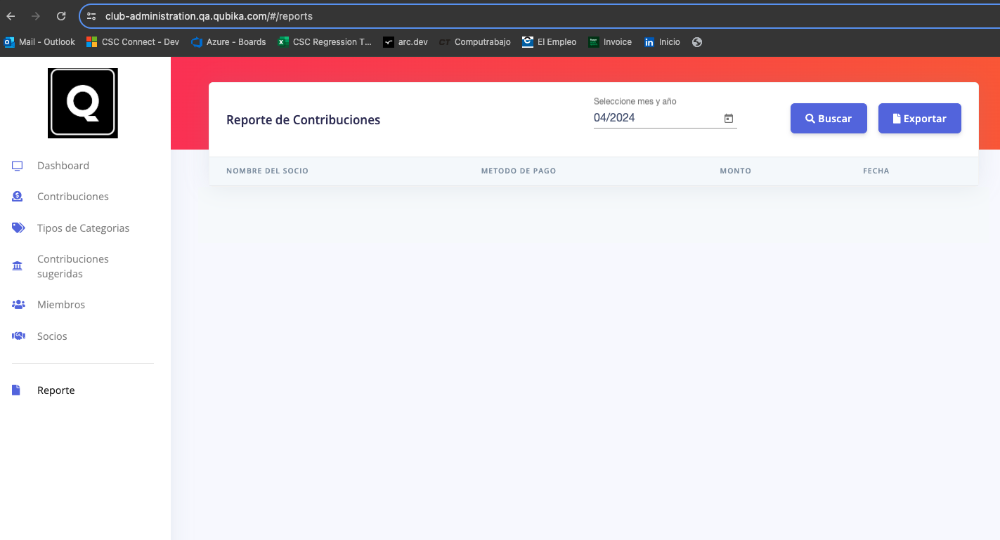 club-administration.qa.qubika.com/#/reports
Mail - Outlook
CSC Connect - Dev
Azure - Boards
CSC Regression T...
arc.dev
CT
Computrabajo
El Empleo
Invoice
in
Inicio
Q
Dashboard
Contribuciones
Tipos de Categorias
Contribuciones
sugeridas
Miembros
Socios
Reporte
Reporte de Contribuciones
Seleccione mes y año
04/2024
Buscar
Exportar
NOMBRE DEL SOCIO
METODO DE PAGO
MONTO
FECHA